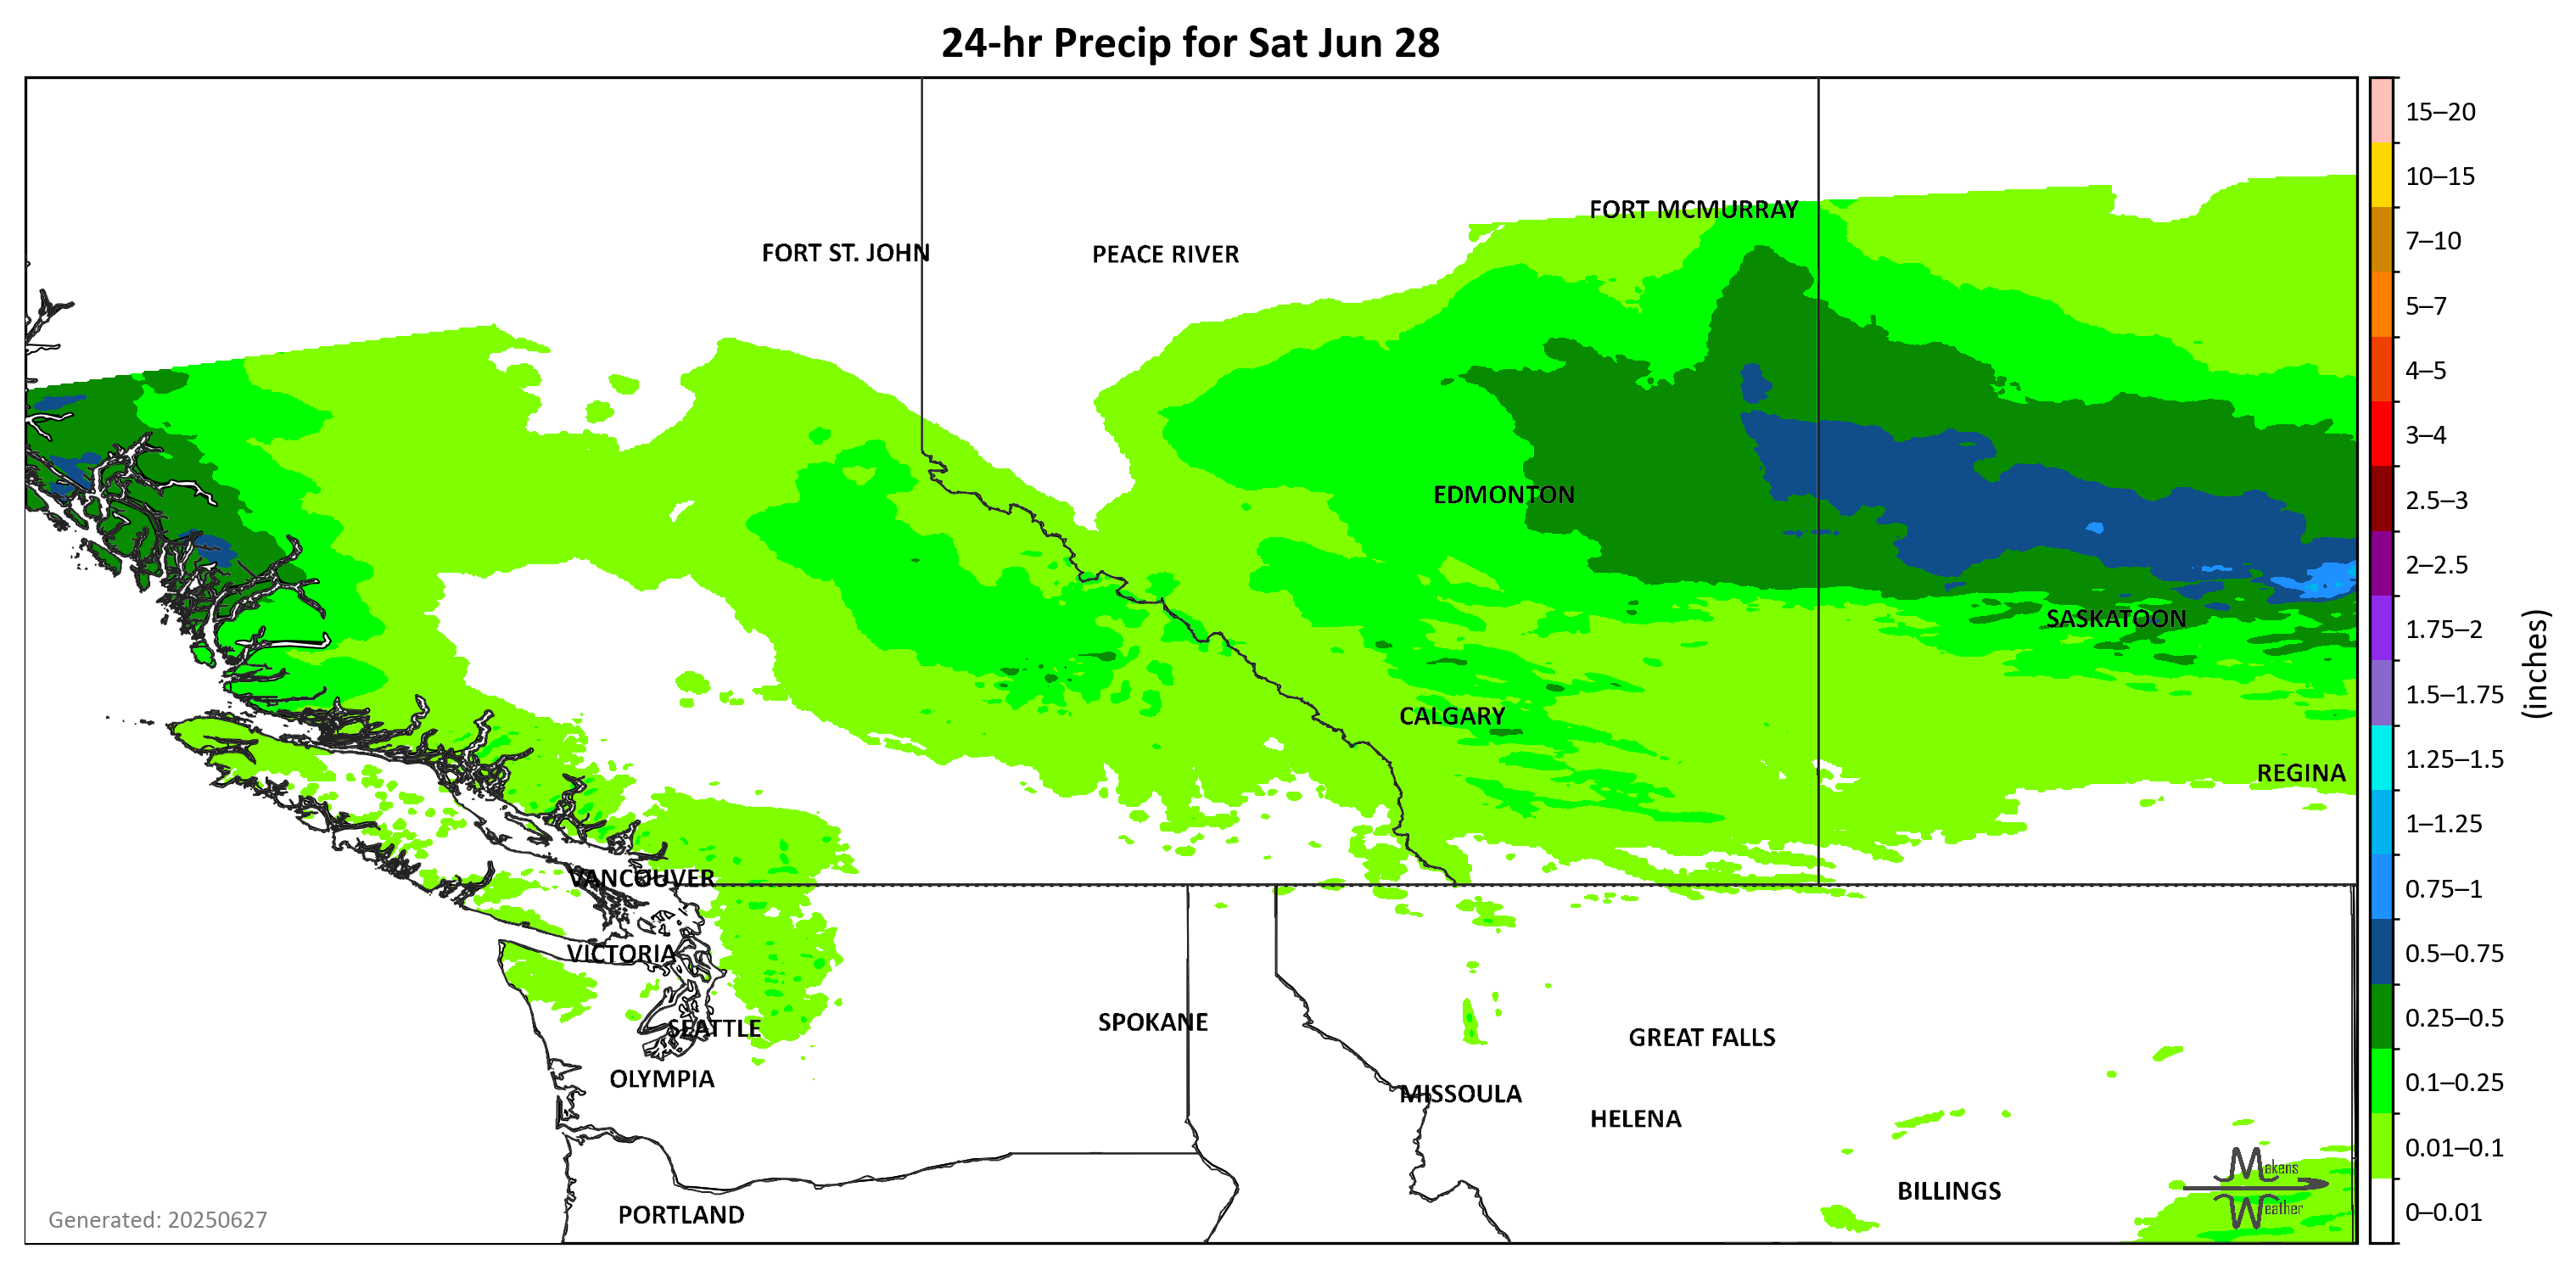 24-hr Precip for Sat Jun 28
FORT MCMURRAY
FORT ST. JOHN
PEACE RIVER
EDMONTON
SASKATOON
CALGARY
REGINA
VANCOUVER
VICTORIA
SEATTLE
SPOKANE
GREAT FALLS
OLYMPIA
MISSOULA
HELENA
BILLINGS
PORTLAND
Makens
Weather
Generated: 20250627
15–20
10–15
7–10
5–7
4–5
3–4
2.5–3
2–2.5
1.75–2
1.5–1.75
1.25–1.5
1–1.25
0.75–1
0.5–0.75
0.25–0.5
0.1–0.25
0.01–0.1
0–0.01
(inches)